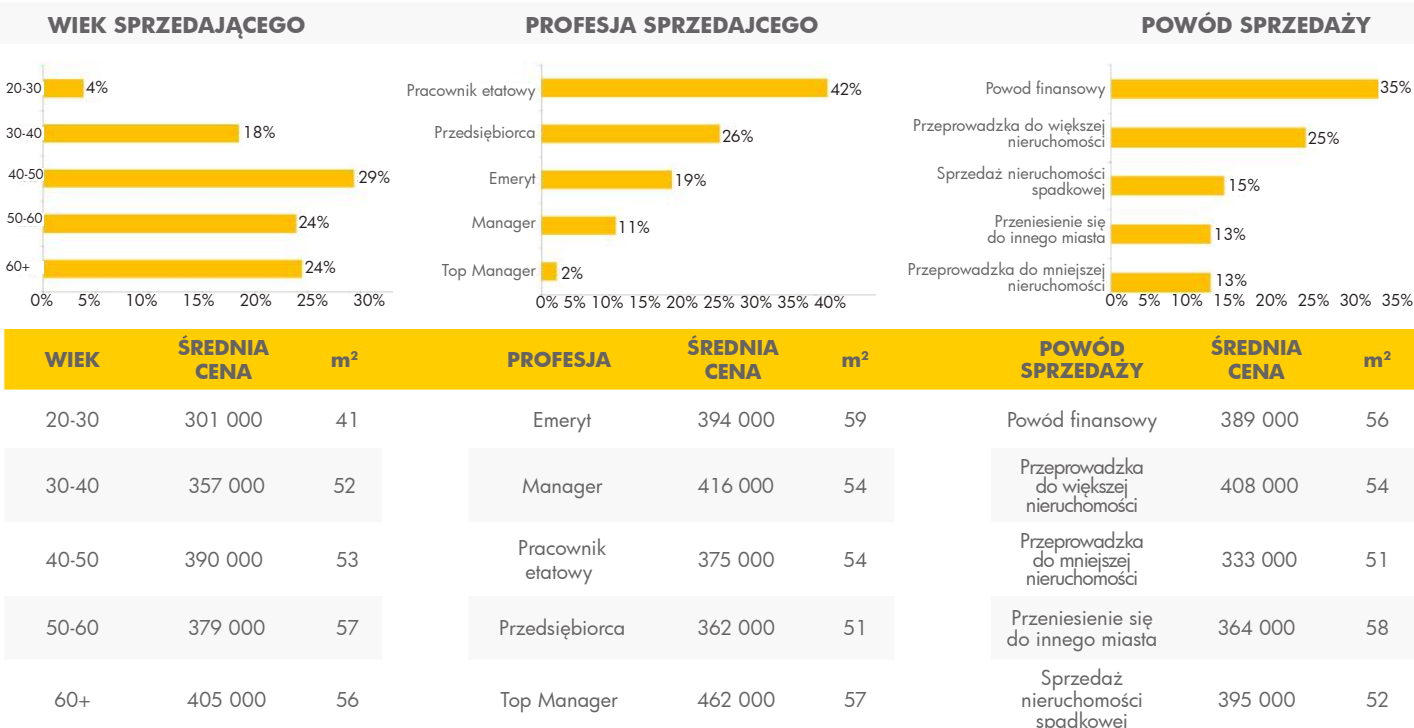 WIEK SPRZEDAJĄCEGO
20-30 4%
30-40 18%
40-50 29%
50-60 24%
60+ 24%
0% 5% 10% 15% 20% 25% 30%
PROFESJA SPRZEDAJCEGO
Pracownik etatowy 42%
Przedsiębiorca 26%
Emeryt 19%
Manager 11%
Top Manager 2%
0% 5% 10% 15% 20% 25% 30% 35% 40%
POWÓD SPRZEDAŻY
Powod finansowy 35%
Przeprowadzka do większej
nieruchomości 25%
Sprzedaż nieruchomości
spadkowej 15%
Przeniesienie się
do innego miasta 13%
Przeprowadzka do mniejszej
nieruchomości 13%
0% 5% 10% 15% 20% 25% 30% 35%
WIEK ŚREDNIA
CENA m²
20-30 301 000 41
30-40 357 000 52
40-50 390 000 53
50-60 379 000 57
60+ 405 000 56
PROFESJA ŚREDNIA
CENA m²
Emeryt 394 000 59
Manager 416 000 54
Pracownik
etatowy 375 000 54
Przedsiębiorca 362 000 51
Top Manager 462 000 57
POWÓD
SPRZEDAŻY ŚREDNIA
CENA m²
Powód finansowy 389 000 56
Przeprowadzka
do większej 408 000 54
nieruchomości
Przeprowadzka
do mniejszej 333 000 51
nieruchomości
Przeniesienie się
do innego miasta 364 000 58
Sprzedaż
nieruchomości 395 000 52
spadkowej